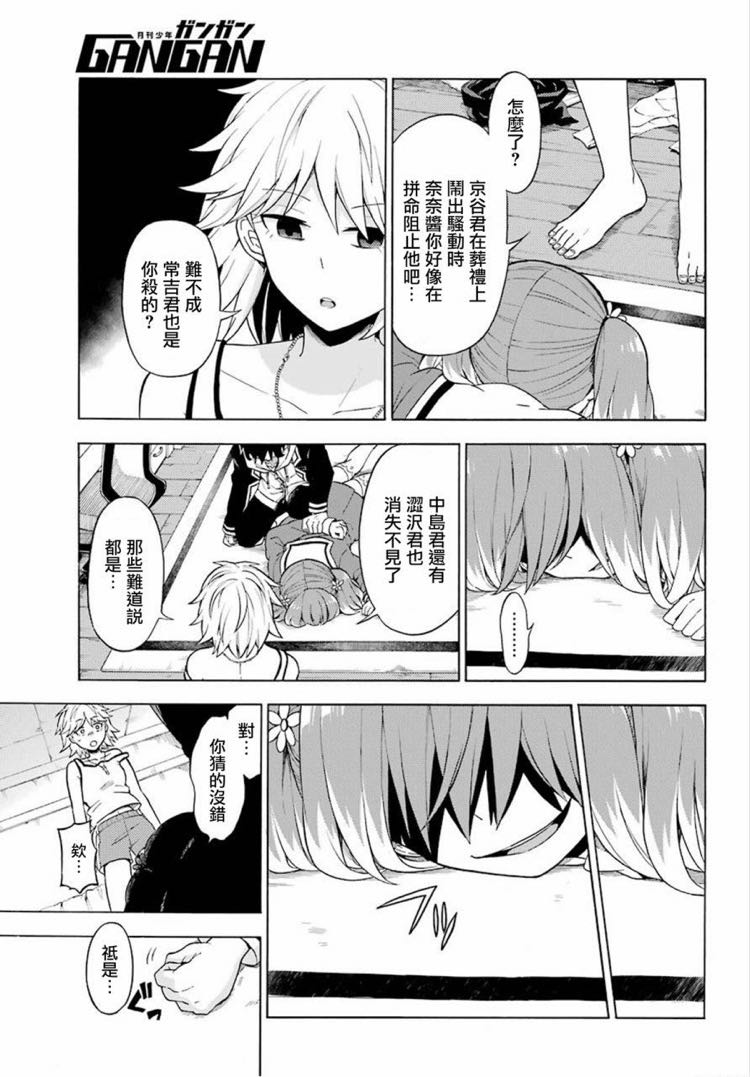 月刊少年
ガンガン
GANGAN
怎麼了?
京谷君在葬禮上
鬧出騷動時
奈奈醬你好像在
拼命阻止他吧…
難不成
常吉君也是
你殺的?
………
中島君還有
澀沢君也
消失不見了
那些難道說
都是…
對…
你猜的沒錯
欸…
祗是…